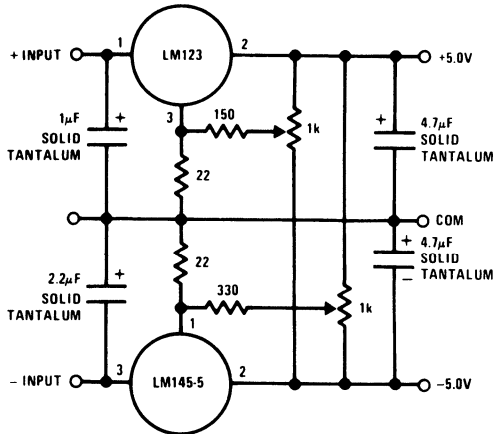 + INPUT
1
LM123
2
+5.0V
3
150
1k
1µF
SOLID
TANTALUM
+
22
+
4.7µF
SOLID
TANTALUM
COM
2.2µF
SOLID
TANTALUM
+
22
330
1k
+
4.7µF
SOLID
TANTALUM
–
1
– INPUT
3
LM145-5
2
–5.0V